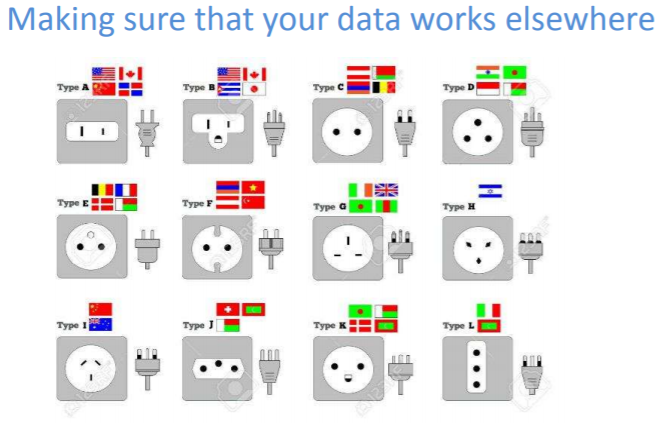 Making sure that your data works elsewhere
Type A
Type B
Type C
Type D
Type E
Type F
Type G
Type H
Type I
Type J
Type K
Type L